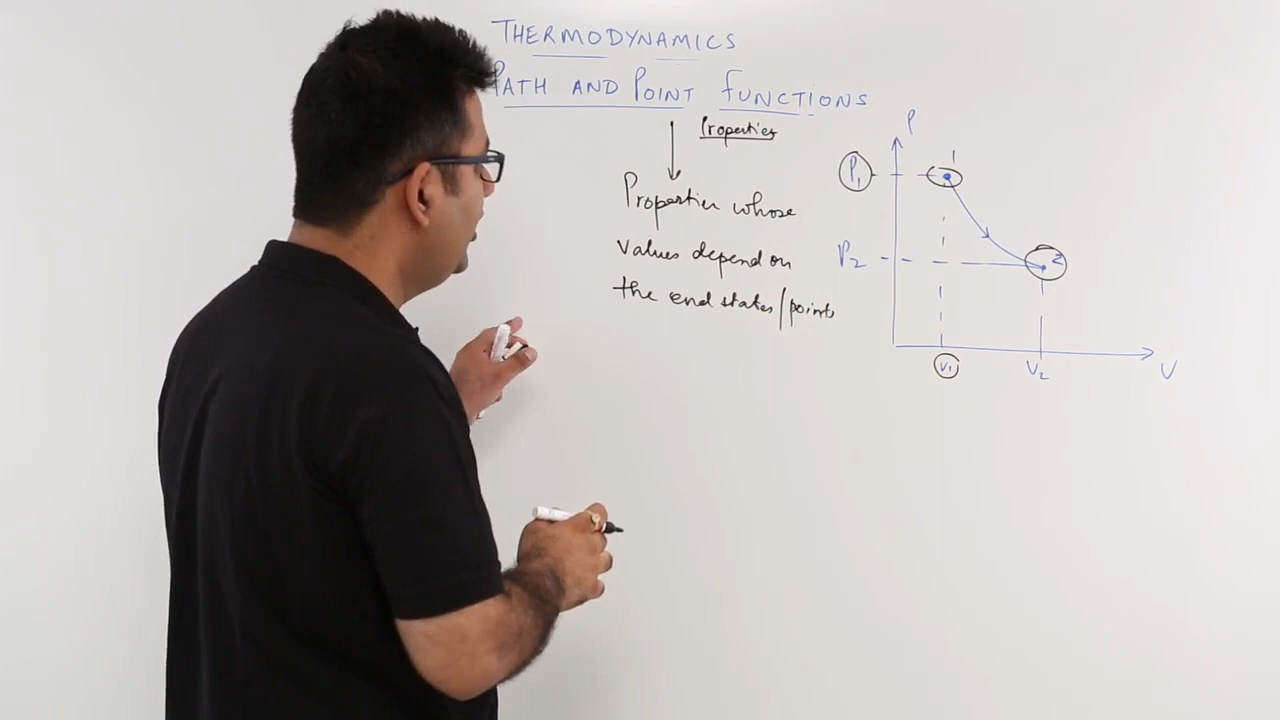 THERMODYNAMICS
PATH AND POINT FUNCTIONS
Properties
Properties whose
values depend on
the end states/points
P
P1
P2
2
V1
V2
V